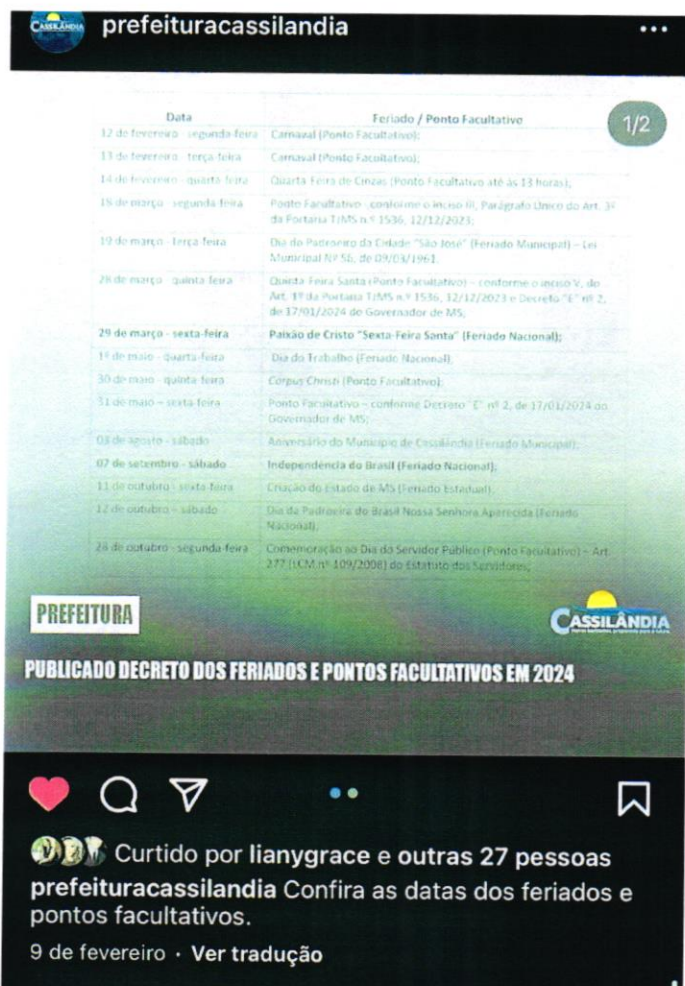 CASSILÂNDIA
prefeituracassilandia
1/2
Data Feriado / Ponto Facultativo
12 de fevereiro - segunda-feira Carnaval (Ponto Facultativo);
13 de fevereiro - terça-feira Carnaval (Ponto Facultativo);
14 de fevereiro - quarta-feira Quarta-Feira de Cinzas (Ponto Facultativo até às 13 horas);
18 de março - segunda-feira Ponto Facultativo - conforme o inciso III, Parágrafo Único do Art. 3º
da Portaria TJMS n.º 1536, 12/12/2023;
19 de março - terça-feira Dia do Padroeiro da Cidade "São José" (Feriado Municipal) – Lei
Municipal Nº 56, de 09/03/1961.
28 de março - quinta-feira Quinta-Feira Santa (Ponto Facultativo) – conforme o inciso V, do
Art. 1º da Portaria TJMS n.º 1536, 12/12/2023 e Decreto "E" nº 2,
de 17/01/2024 do Governador de MS;
29 de março - sexta-feira Paixão de Cristo "Sexta-Feira Santa" (Feriado Nacional);
1º de maio - quarta-feira Dia do Trabalho (Feriado Nacional);
30 de maio - quinta-feira Corpus Christi (Ponto Facultativo);
31 de maio – sexta-feira Ponto Facultativo – conforme Decreto "E" nº 2, de 17/01/2024 do
Governador de MS;
03 de agosto - sábado Aniversário do Município de Cassilândia (Feriado Municipal);
07 de setembro - sábado Independência do Brasil (Feriado Nacional);
11 de outubro - sexta-feira Criação do Estado de MS (Feriado Estadual);
12 de outubro – sábado Dia da Padroeira do Brasil Nossa Senhora Aparecida (Feriado
Nacional);
28 de outubro - segunda-feira Comemoração ao Dia do Servidor Público (Ponto Facultativo) – Art.
277 (LCM nº 109/2008) do Estatuto dos Servidores;
PREFEITURA
CASSILÂNDIA
PUBLICADO DECRETO DOS FERIADOS E PONTOS FACULTATIVOS EM 2024
Curtido por lianygrace e outras 27 pessoas
prefeituracassilandia Confira as datas dos feriados e
pontos facultativos.
9 de fevereiro · Ver tradução